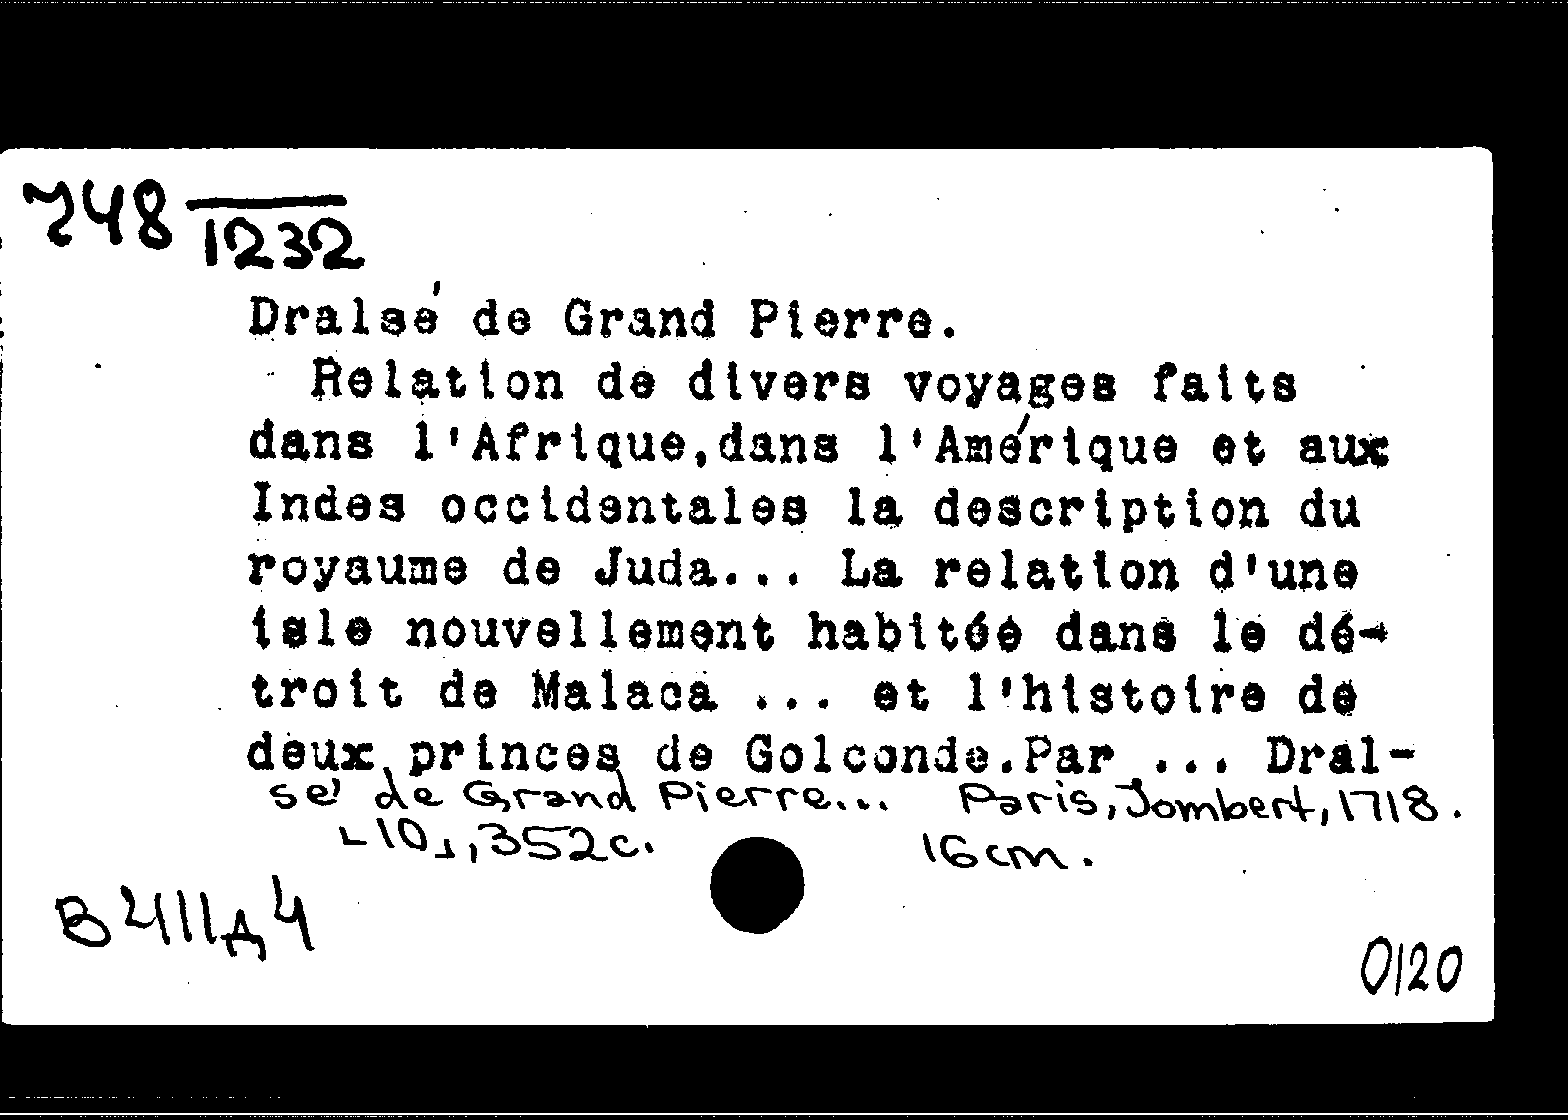 748 1232
Dralsé de Grand Pierre.
Relation de divers voyages faits
dans l'Afrique,dans l'Amérique et aux
Indes occidentales la description du
royaume de Juda... La relation d'une
isle nouvellement habitée dans le dé-
troit de Malaca ... et l'histoire de
deux princes de Golconde.Par ... Dral-
sé de Grand Pierre... Paris, Jombert, 1718.
[10], 352c. 16cm.
В 4111Д4
0120